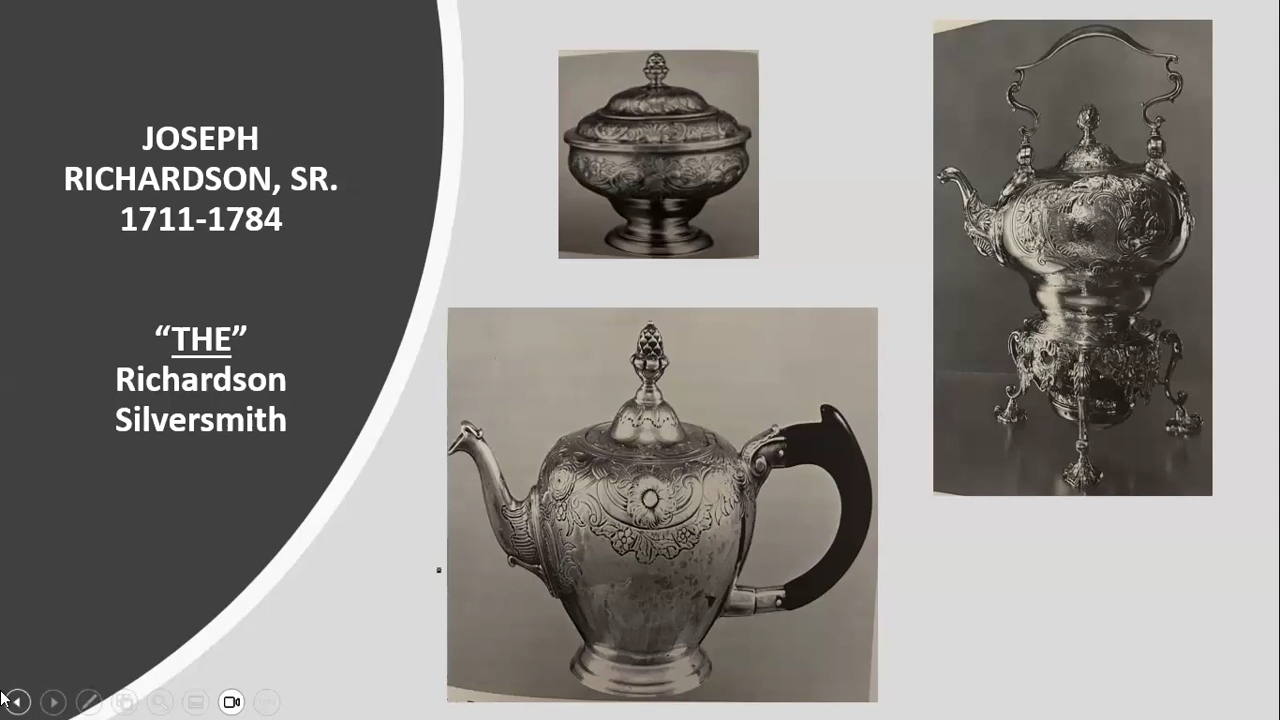 JOSEPH
RICHARDSON, SR.
1711-1784
“THE”
Richardson
Silversmith